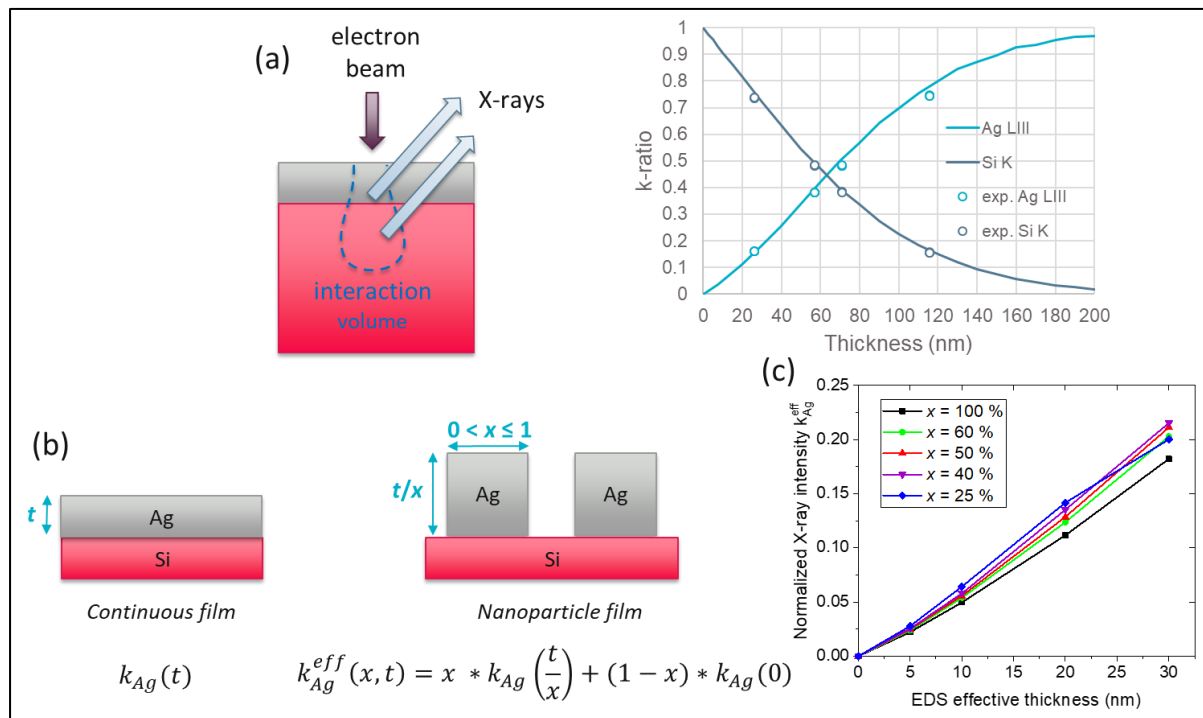 (a)
electron
beam
X-rays
interaction
volume
k-ratio
1
0.9
0.8
0.7
0.6
0.5
0.4
0.3
0.2
0.1
0
Ag LIII
Si K
exp. Ag LIII
exp. Si K
0 20 40 60 80 100 120 140 160 180 200
Thickness (nm)
(b)
t
Ag
Si
Continuous film
k_Ag(t)
0 < x ≤ 1
t/x
Ag Ag
Si
Nanoparticle film
k_Ag^eff(x, t) = x * k_Ag(t/x) + (1 − x) * k_Ag(0)
(c)
Normalized X-ray intensity k_Ag^eff
0.25
0.20
0.15
0.10
0.05
0.00
x = 100 %
x = 60 %
x = 50 %
x = 40 %
x = 25 %
0 5 10 15 20 25 30
EDS effective thickness (nm)